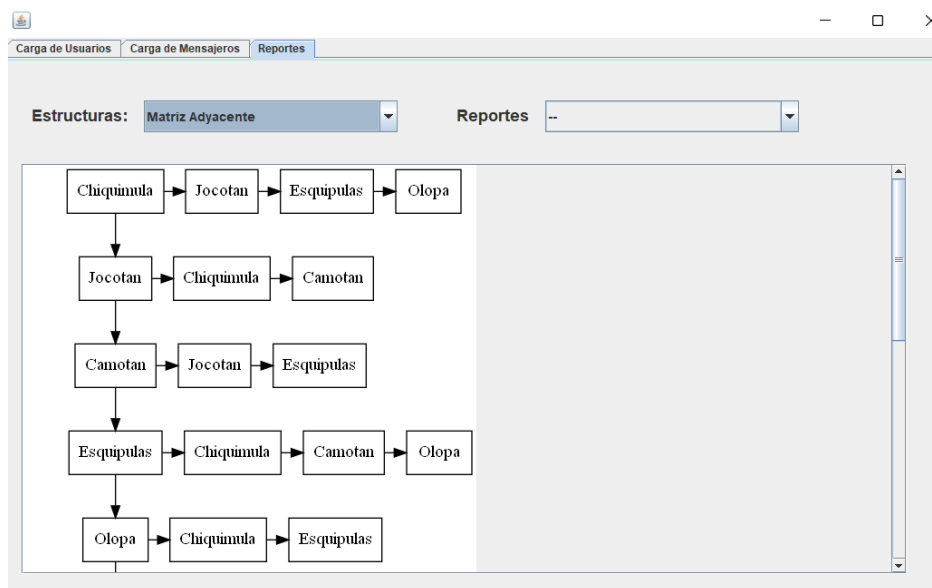 Carga de Usuarios Carga de Mensajeros Reportes
Estructuras: Matriz Adyacente Reportes --
Chiquimula Jocotan Esquipulas Olopa
Jocotan Chiquimula Camotan
Camotan Jocotan Esquipulas
Esquipulas Chiquimula Camotan Olopa
Olopa Chiquimula Esquipulas